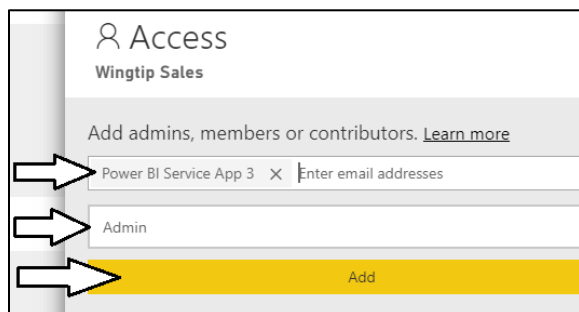 Access
Wingtip Sales
Add admins, members or contributors. Learn more
Power BI Service App 3 × Enter email addresses
Admin
Add